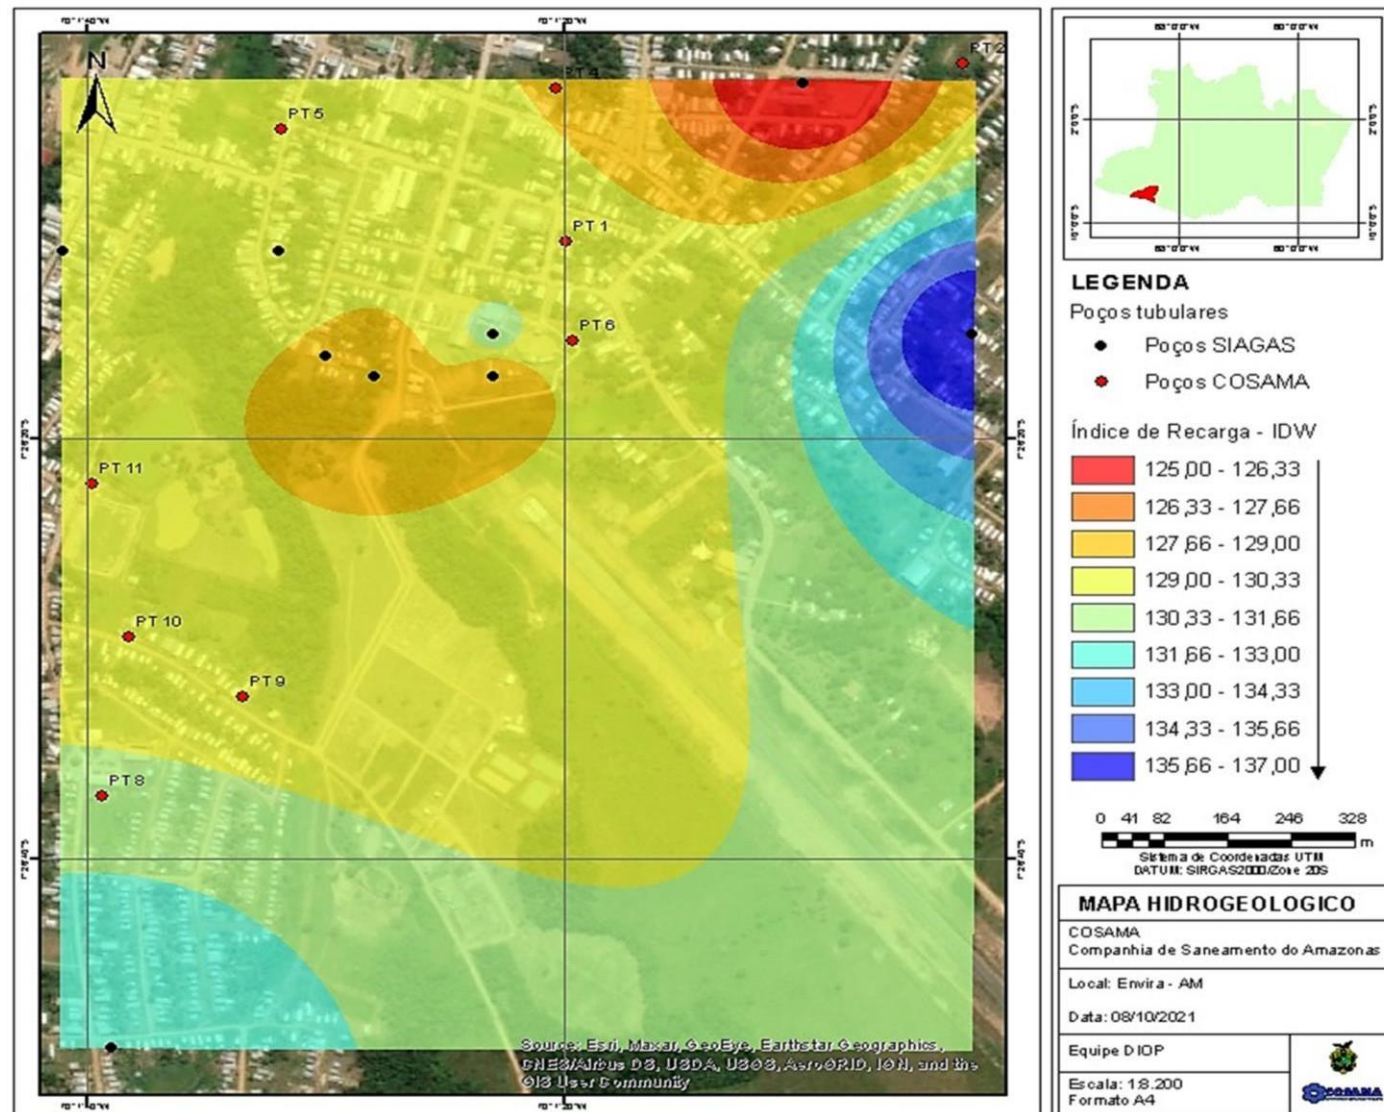 N
PT 2
PT 4
PT 5
PT 1
PT 6
PT 11
PT 10
PT 9
PT 8
Source: Esri, Maxar, GeoEye, Earthstar Geographics,
CNES/Airbus DS, USDA, USGS, AeroGRID, IGN, and the
GIS User Community
LEGENDA
Poços tubulares
Poços SIAGAS
Poços COSAMA
Índice de Recarga - IDW
125,00 - 126,33
126,33 - 127,66
127,66 - 129,00
129,00 - 130,33
130,33 - 131,66
131,66 - 133,00
133,00 - 134,33
134,33 - 135,66
135,66 - 137,00
0 41 82 164 246 328
m
Sistema de Coordenadas UTM
DATUM: SIRGAS2000/Zone 20S
MAPA HIDROGEOLOGICO
COSAMA
Companhia de Saneamento do Amazonas
Local: Envira - AM
Data: 08/10/2021
Equipe DIOP
Escala: 1:8.200
Formato A4
COSAMA